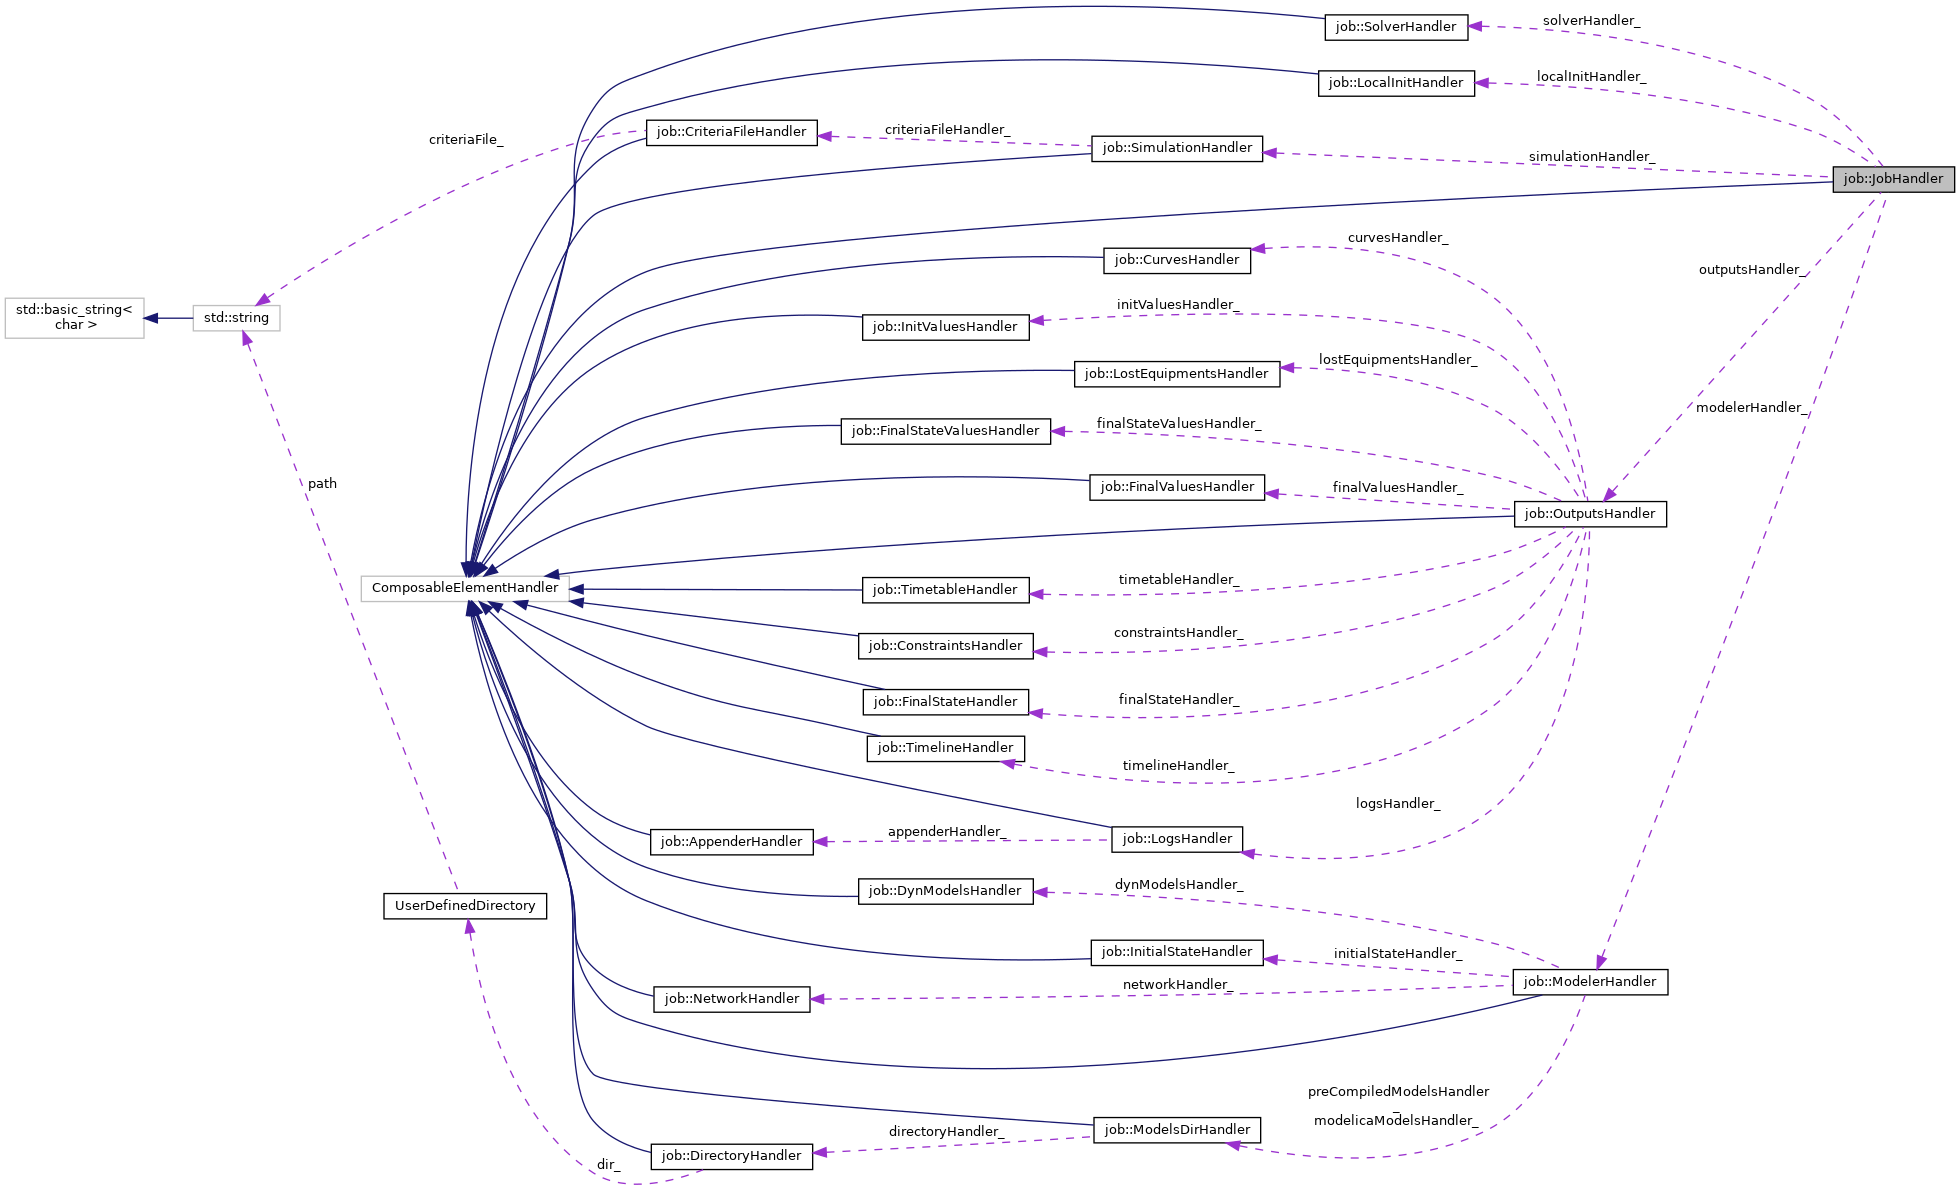 job::SolverHandler
solverHandler_
job::LocalInitHandler
localInitHandler_
job::CriteriaFileHandler
criteriaFileHandler_
criteriaFile_
job::SimulationHandler
simulationHandler_
job::JobHandler
curvesHandler_
job::CurvesHandler
outputsHandler_
std::basic_string<
char >
std::string
initValuesHandler_
job::InitValuesHandler
lostEquipmentsHandler_
job::LostEquipmentsHandler
modelerHandler_
finalStateValuesHandler_
job::FinalStateValuesHandler
path
job::FinalValuesHandler
finalValuesHandler_
job::OutputsHandler
ComposableElementHandler
timetableHandler_
job::TimetableHandler
constraintsHandler_
job::ConstraintsHandler
finalStateHandler_
job::FinalStateHandler
job::TimelineHandler
timelineHandler_
logsHandler_
job::AppenderHandler
appenderHandler_
job::LogsHandler
job::DynModelsHandler
dynModelsHandler_
UserDefinedDirectory
job::InitialStateHandler
initialStateHandler_
job::NetworkHandler
networkHandler_
job::ModelerHandler
preCompiledModelsHandler
_
modelicaModelsHandler_
job::ModelsDirHandler
directoryHandler_
job::DirectoryHandler
dir_